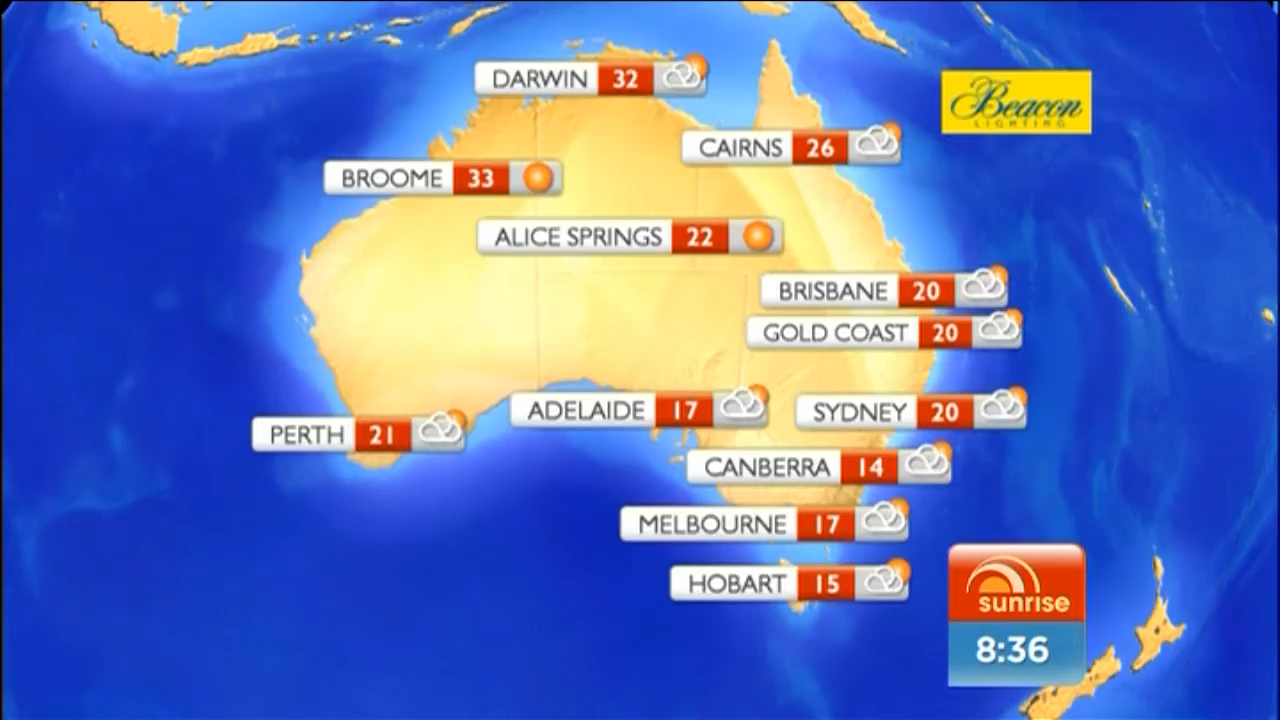 DARWIN 32
Beacon
LIGHTING
CAIRNS 26
BROOME 33
ALICE SPRINGS 22
BRISBANE 20
GOLD COAST 20
ADELAIDE 17
SYDNEY 20
PERTH 21
CANBERRA 14
MELBOURNE 17
HOBART 15
sunrise
8:36